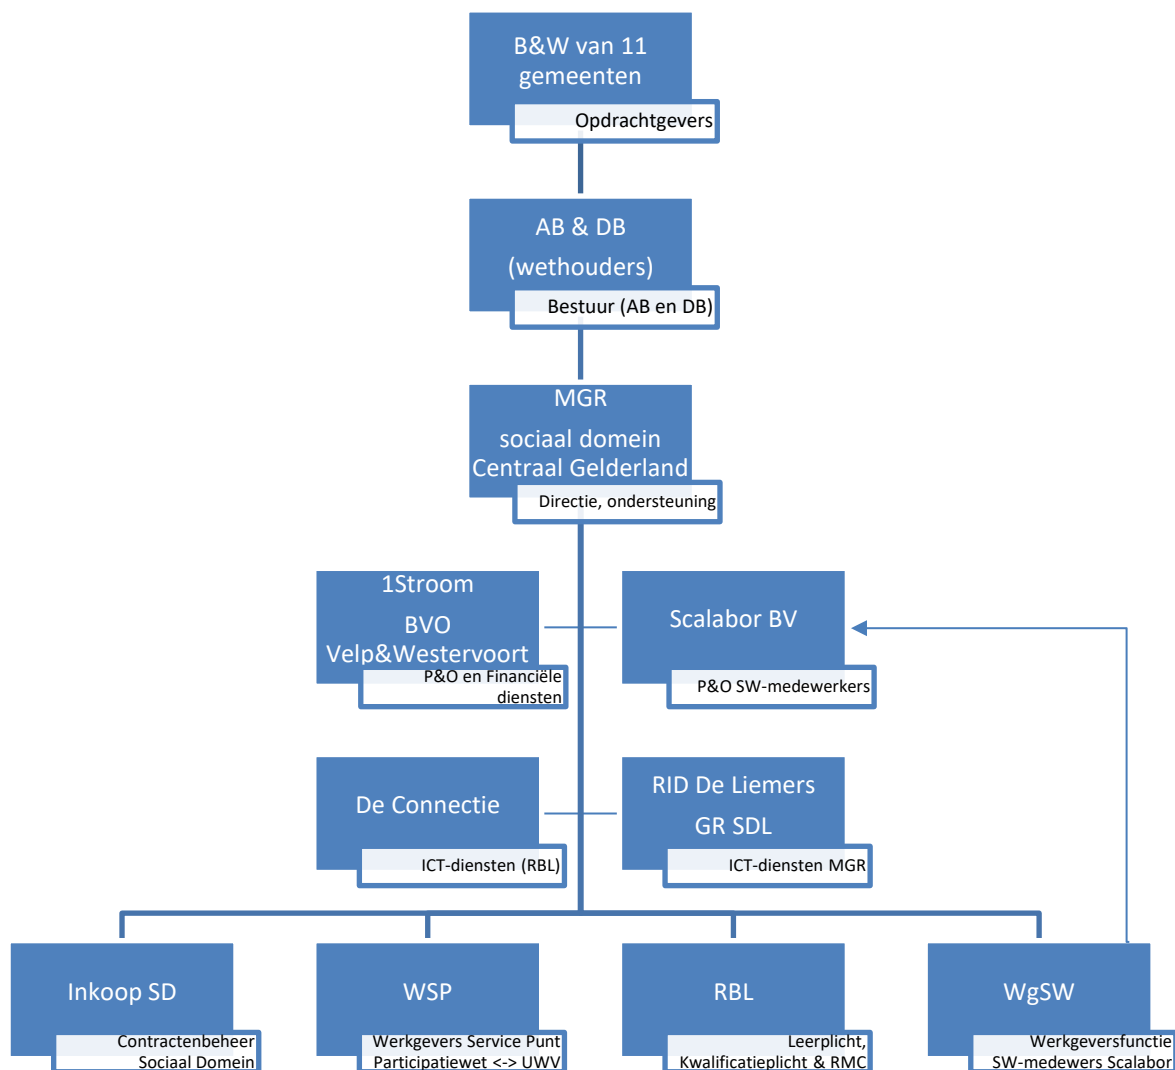 B&W van 11
gemeenten
Opdrachtgevers
AB & DB
(wethouders)
Bestuur (AB en DB)
MGR
sociaal domein
Centraal Gelderland
Directie, ondersteuning
1Stroom
BVO
Velp&Westervoort
P&O en Financiële
diensten
Scalabor BV
P&O SW-medewerkers
De Connectie
ICT-diensten (RBL)
RID De Liemers
GR SDL
ICT-diensten MGR
Inkoop SD
Contractenbeheer
Sociaal Domein
WSP
Werkgevers Service Punt
Participatiewet <-> UWV
RBL
Leerplicht,
Kwalificatieplicht & RMC
WgSW
Werkgeversfunctie
SW-medewers Scalabor